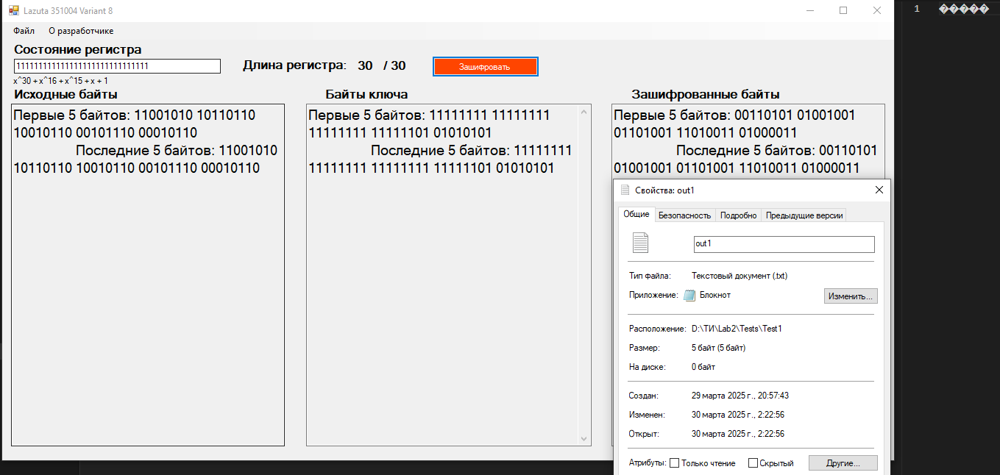 Lazuta 351004 Variant 8
Файл О разработчике
Состояние регистра
111111111111111111111111111111
Длина регистра: 30 / 30
Зашифровать
x^30 + x^16 + x^15 + x + 1
Исходные байты
Первые 5 байтов: 11001010 10110110
10010110 00101110 00010110
Последние 5 байтов: 11001010
10110110 10010110 00101110 00010110
Байты ключа
Первые 5 байтов: 11111111 11111111
11111111 11111101 01010101
Последние 5 байтов: 11111111
11111111 11111111 11111101 01010101
Зашифрованные байты
Первые 5 байтов: 00110101 01001001
01101001 11010011 01000011
Последние 5 байтов: 00110101
01001001 01101001 11010011 01000011
Свойства: out1
Общие Безопасность Подробно Предыдущие версии
out1
Тип файла: Текстовый документ (.txt)
Приложение: Блокнот Изменить...
Расположение: D:\ТИ\Lab2\Tests\Test1
Размер: 5 байт (5 байт)
На диске: 0 байт
Создан: 29 марта 2025 г., 20:57:43
Изменен: 30 марта 2025 г., 2:22:56
Открыт: 30 марта 2025 г., 2:22:56
Атрибуты: Только чтение Скрытый Другие...
1 �����